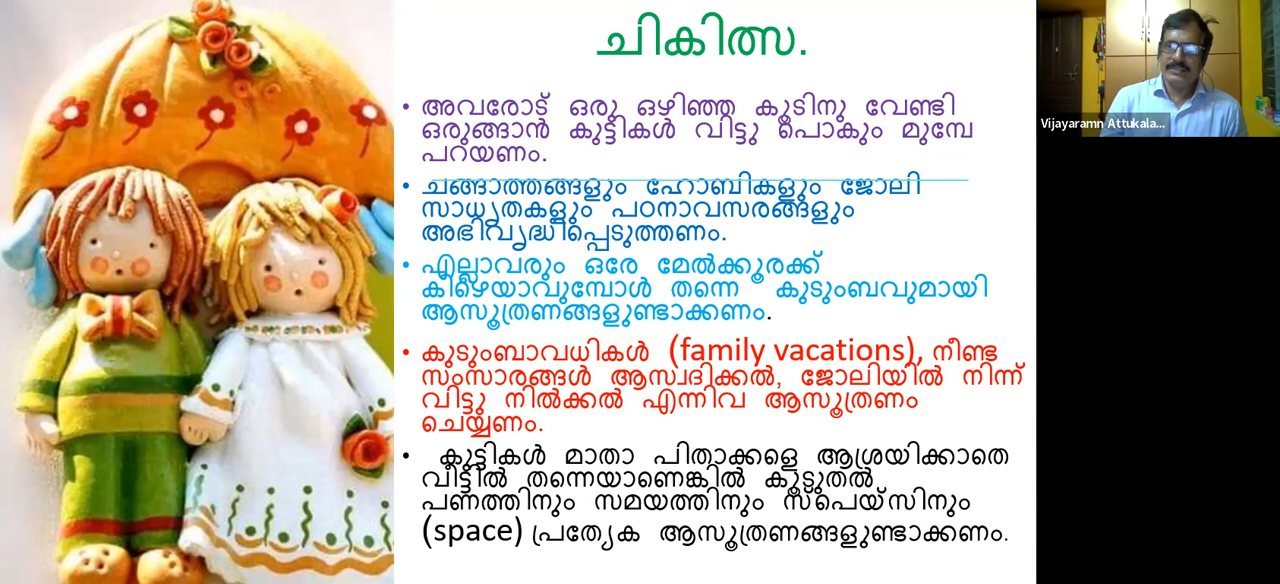 ചികിത്സ.
• അവരോട് ഒരു ഒഴിഞ്ഞ കൂടിനു വേണ്ടി
ഒരുങ്ങാൻ കുട്ടികൾ വിട്ടു പൊകും മുമ്പേ
പറയണം.
• ചങ്ങാത്തങ്ങളും ഹോബികളും ജോലി
സാധ്യതകളും പഠനാവസരങ്ങളും
അഭിവൃദ്ധിപ്പെടുത്തണം.
• എല്ലാവരും ഒരേ മേൽക്കൂരക്ക്
കീഴെയാവുമ്പോൾ തന്നെ കുടുംബവുമായി
ആസൂത്രണങ്ങളുണ്ടാക്കണം.
• കുടുംബാവധികൾ (family vacations), നീണ്ട
സംസാരങ്ങൾ ആസ്വദിക്കൽ, ജോലിയിൽ നിന്ന്
വിട്ടു നിൽക്കൽ എന്നിവ ആസൂത്രണം
ചെയ്യണം.
• കുട്ടികൾ മാതാ പിതാക്കളെ ആശ്രയിക്കാതെ
വീട്ടിൽ തന്നെയാണെങ്കിൽ കൂടുതൽ
പണത്തിനും സമയത്തിനും സ്പെയ്സിനും
(space) പ്രത്യേക ആസൂത്രണങ്ങളുണ്ടാക്കണം.
Vijayaramn Attukala...